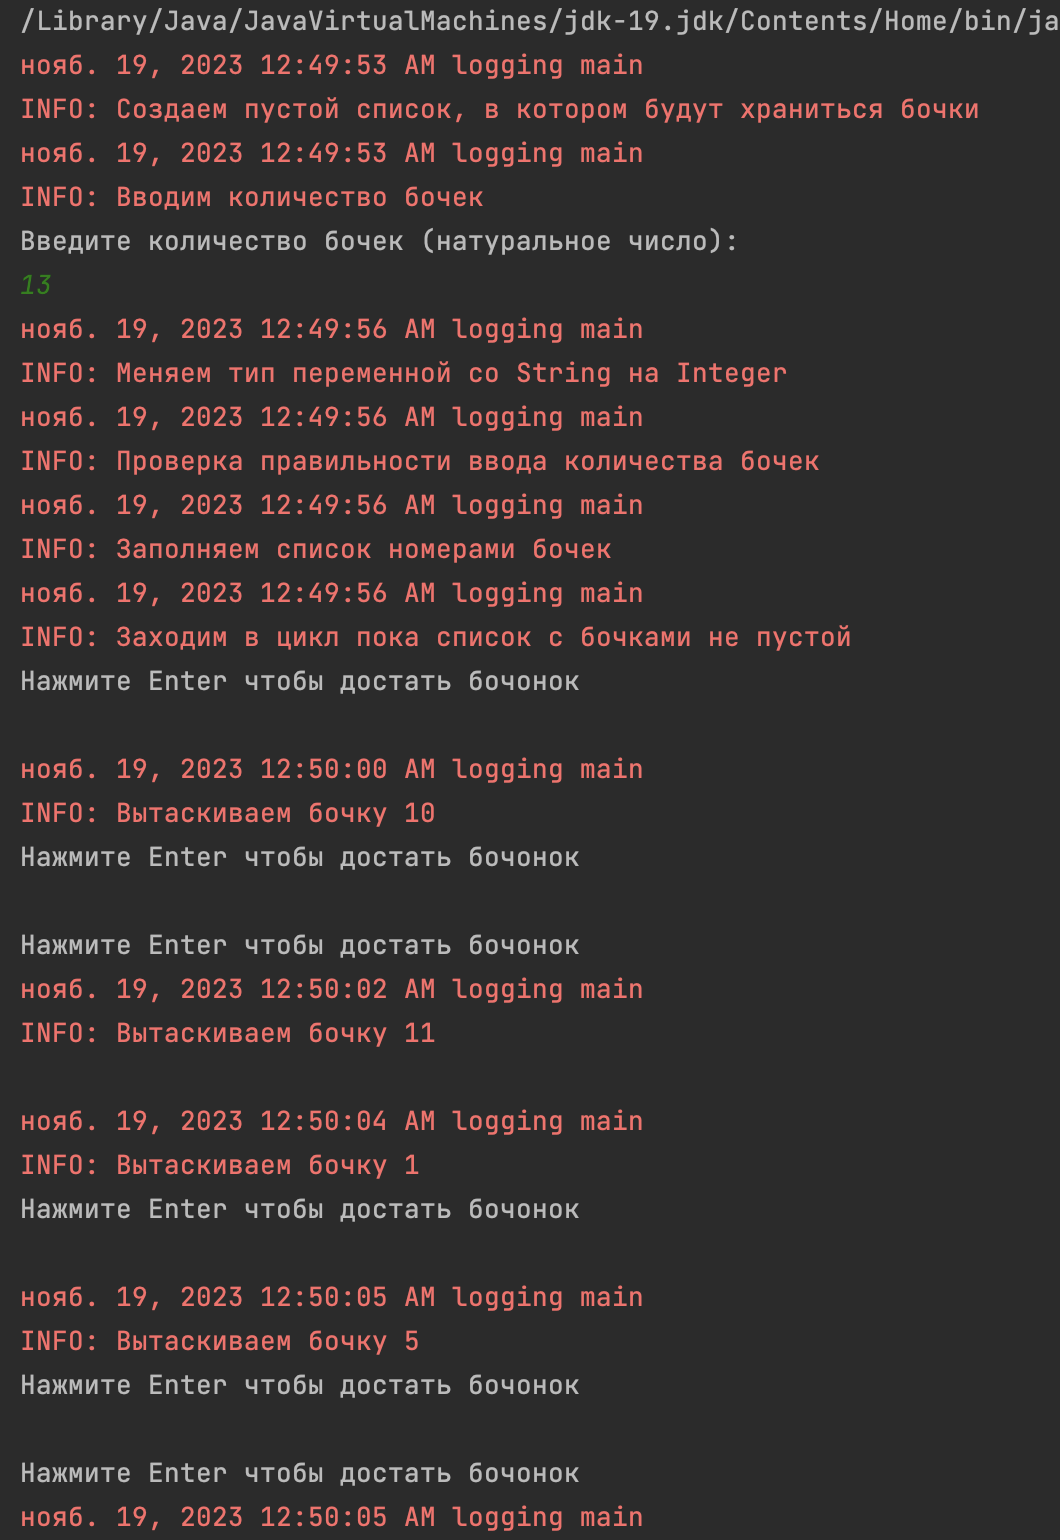 /Library/Java/JavaVirtualMachines/jdk-19.jdk/Contents/Home/bin/ja
нояб. 19, 2023 12:49:53 AM logging main
INFO: Создаем пустой список, в котором будут храниться бочки
нояб. 19, 2023 12:49:53 AM logging main
INFO: Вводим количество бочек
Введите количество бочек (натуральное число):
13
нояб. 19, 2023 12:49:56 AM logging main
INFO: Меняем тип переменной со String на Integer
нояб. 19, 2023 12:49:56 AM logging main
INFO: Проверка правильности ввода количества бочек
нояб. 19, 2023 12:49:56 AM logging main
INFO: Заполняем список номерами бочек
нояб. 19, 2023 12:49:56 AM logging main
INFO: Заходим в цикл пока список с бочками не пустой
Нажмите Enter чтобы достать бочонок
нояб. 19, 2023 12:50:00 AM logging main
INFO: Вытаскиваем бочку 10
Нажмите Enter чтобы достать бочонок
Нажмите Enter чтобы достать бочонок
нояб. 19, 2023 12:50:02 AM logging main
INFO: Вытаскиваем бочку 11
нояб. 19, 2023 12:50:04 AM logging main
INFO: Вытаскиваем бочку 1
Нажмите Enter чтобы достать бочонок
нояб. 19, 2023 12:50:05 AM logging main
INFO: Вытаскиваем бочку 5
Нажмите Enter чтобы достать бочонок
Нажмите Enter чтобы достать бочонок
нояб. 19, 2023 12:50:05 AM logging main